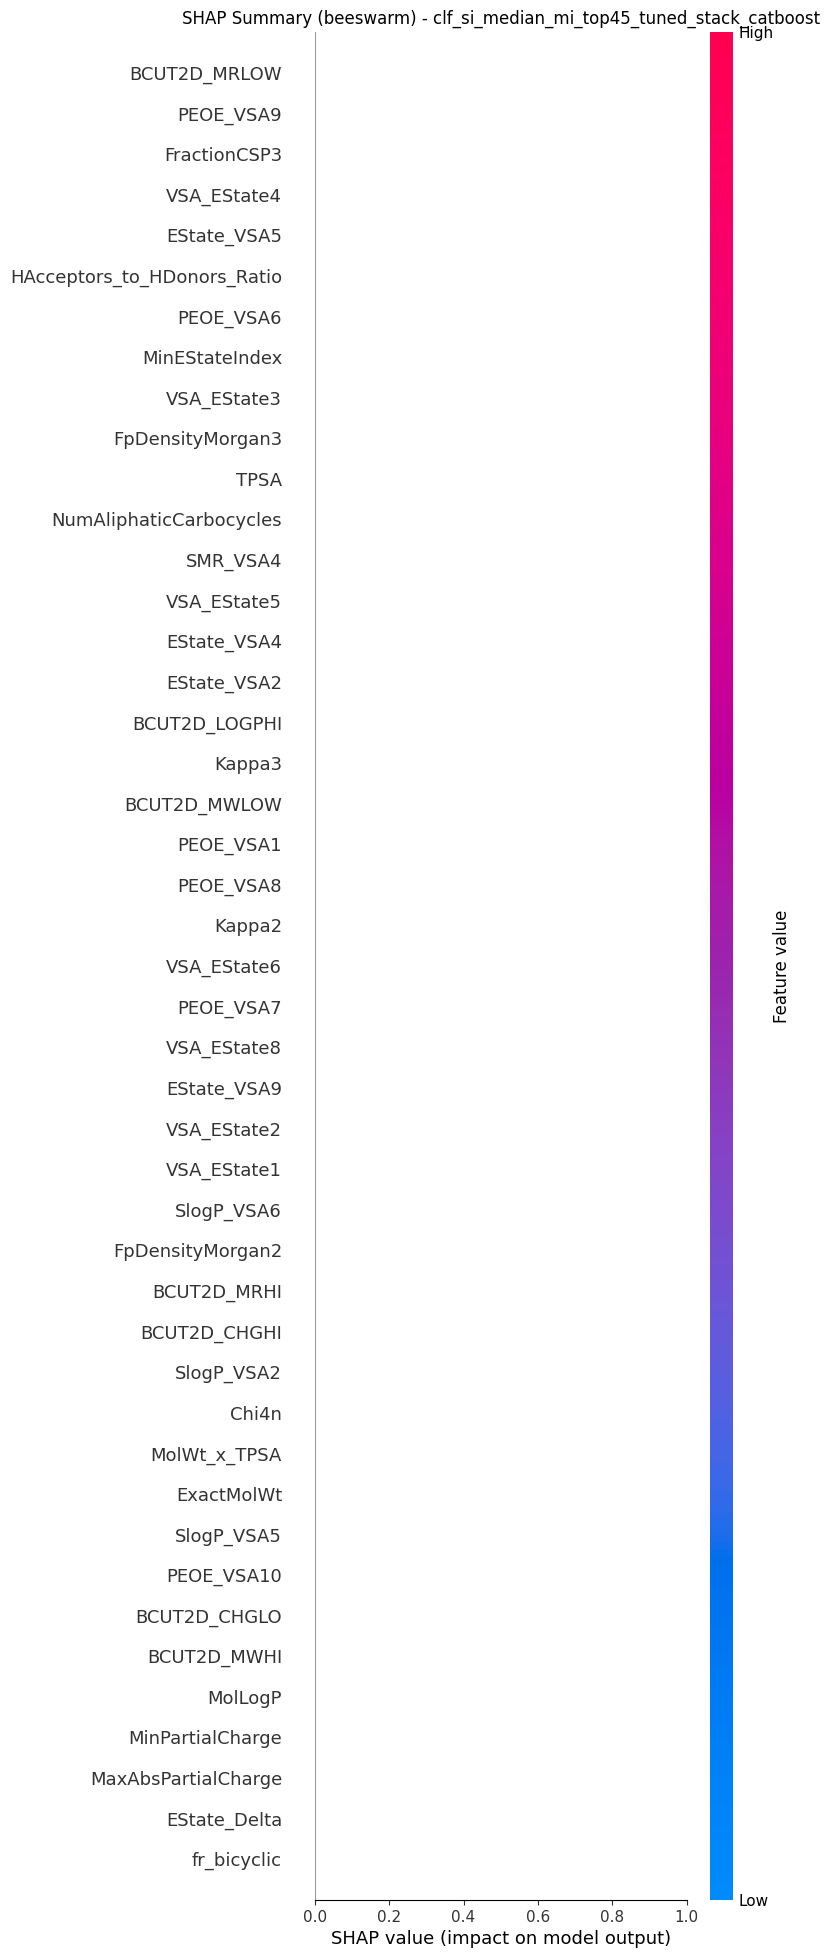 SHAP Summary (beeswarm) - clf_si_median_mi_top45_tuned_stack_catboost
High
BCUT2D_MRLOW
PEOE_VSA9
FractionCSP3
VSA_EState4
EState_VSA5
HAcceptors_to_HDonors_Ratio
PEOE_VSA6
MinEStateIndex
VSA_EState3
FpDensityMorgan3
TPSA
NumAliphaticCarbocycles
SMR_VSA4
VSA_EState5
EState_VSA4
EState_VSA2
BCUT2D_LOGPHI
Kappa3
BCUT2D_MWLOW
PEOE_VSA1
PEOE_VSA8
Kappa2
VSA_EState6
PEOE_VSA7
VSA_EState8
EState_VSA9
VSA_EState2
VSA_EState1
SlogP_VSA6
FpDensityMorgan2
BCUT2D_MRHI
BCUT2D_CHGHI
SlogP_VSA2
Chi4n
MolWt_x_TPSA
ExactMolWt
SlogP_VSA5
PEOE_VSA10
BCUT2D_CHGLO
BCUT2D_MWHI
MolLogP
MinPartialCharge
MaxAbsPartialCharge
EState_Delta
fr_bicyclic
Feature value
Low
0.0 0.2 0.4 0.6 0.8 1.0
SHAP value (impact on model output)